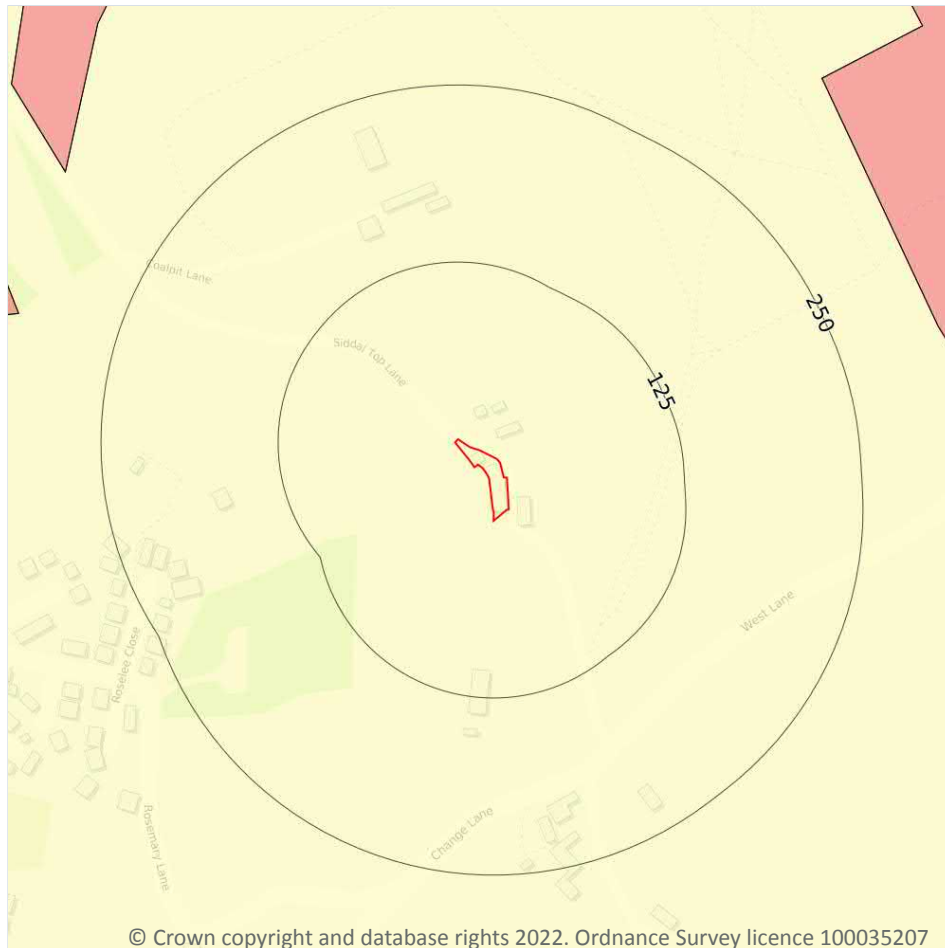 250
Coalpit Lane
Siddal Top Lane
125
West Lane
Roselee Close
Rosemary Lane
Change Lane
© Crown copyright and database rights 2022. Ordnance Survey licence 100035207